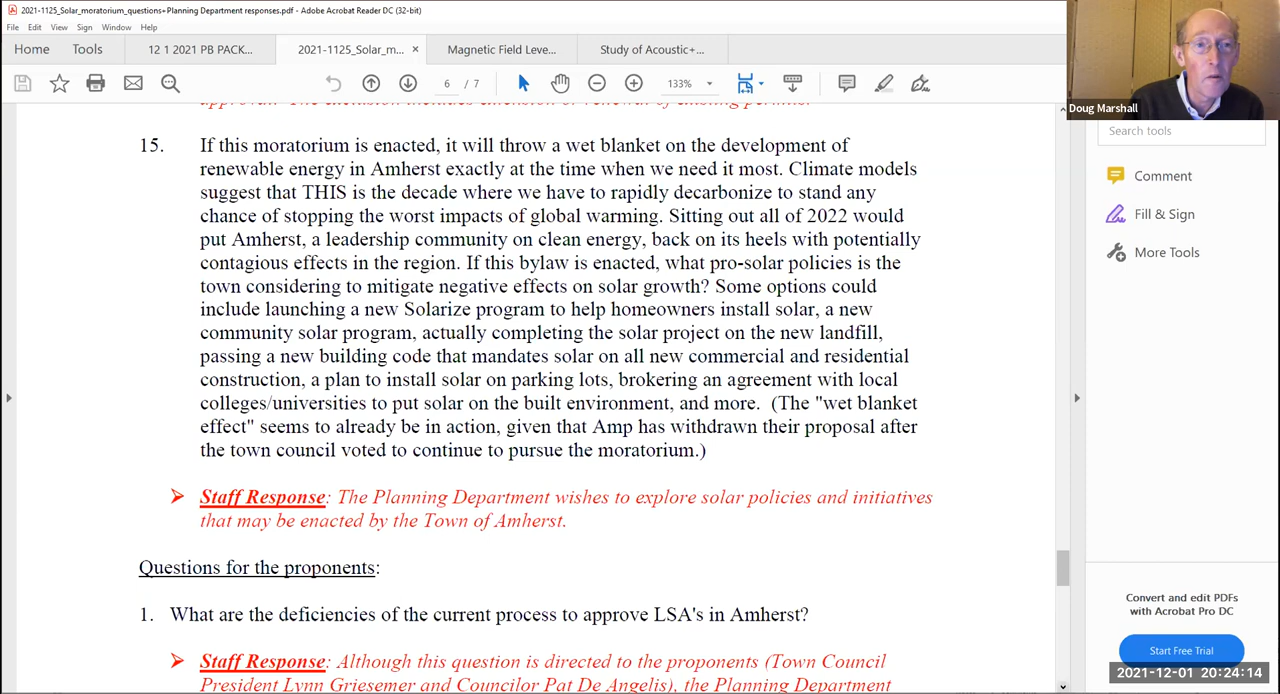 2021-1125_Solar_moratorium_questions+Planning Department responses.pdf - Adobe Acrobat Reader DC (32-bit)
File Edit View Sign Window Help
Home Tools 12 1 2021 PB PACK... 2021-1125_Solar_m... × Magnetic Field Leve... Study of Acoustic+...
6 / 7 133%
Doug Marshall
approval. The exclusion includes extension or renewal of existing permits.
15. If this moratorium is enacted, it will throw a wet blanket on the development of
renewable energy in Amherst exactly at the time when we need it most. Climate models
suggest that THIS is the decade where we have to rapidly decarbonize to stand any
chance of stopping the worst impacts of global warming. Sitting out all of 2022 would
put Amherst, a leadership community on clean energy, back on its heels with potentially
contagious effects in the region. If this bylaw is enacted, what pro-solar policies is the
town considering to mitigate negative effects on solar growth? Some options could
include launching a new Solarize program to help homeowners install solar, a new
community solar program, actually completing the solar project on the new landfill,
passing a new building code that mandates solar on all new commercial and residential
construction, a plan to install solar on parking lots, brokering an agreement with local
colleges/universities to put solar on the built environment, and more. (The "wet blanket
effect" seems to already be in action, given that Amp has withdrawn their proposal after
the town council voted to continue to pursue the moratorium.)
➢ Staff Response: The Planning Department wishes to explore solar policies and initiatives
that may be enacted by the Town of Amherst.
Questions for the proponents:
1. What are the deficiencies of the current process to approve LSA's in Amherst?
➢ Staff Response: Although this question is directed to the proponents (Town Council
President Lynn Griesemer and Councilor Pat De Angelis), the Planning Department
Search tools
Comment
Fill & Sign
More Tools
Convert and edit PDFs
with Acrobat Pro DC
Start Free Trial
2021-12-01 20:24:14